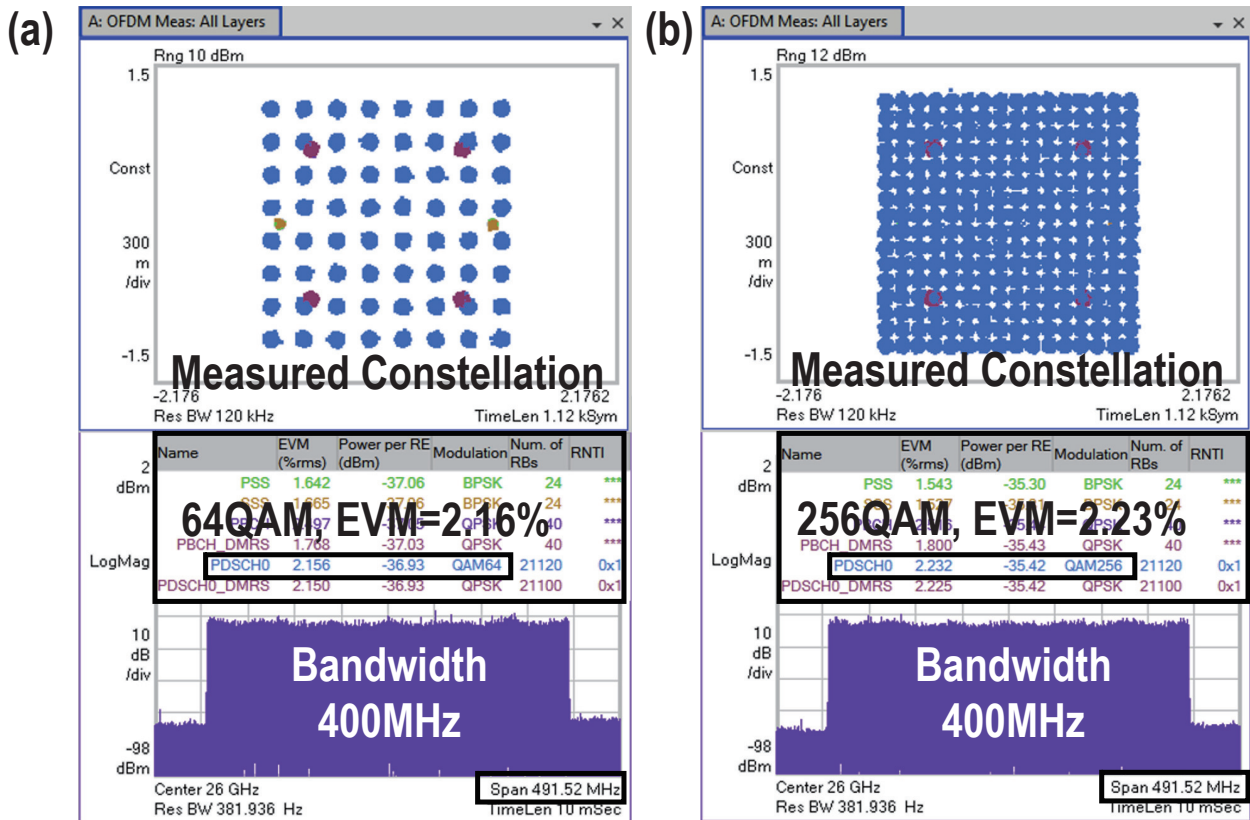 (a)
A: OFDM Meas: All Layers
Rng 10 dBm
1.5
Const
300
m
/div
-1.5
Measured Constellation
-2.176 2.1762
Res BW 120 kHz TimeLen 1.12 kSym
2
dBm
LogMag
Name EVM (%rms) Power per RE (dBm) Modulation Num. of RBs RNTI
PSS 1.642 -37.06 BPSK 24 ***
BPSK 24 ***
64QAM, EVM=2.16%
QPSK 40 ***
PBCH_DMRS 1.768 -37.03 QPSK 40 ***
PDSCH0 2.156 -36.93 QAM64 21120 0x1
PDSCH0_DMRS 2.150 -36.93 QPSK 21100 0x1
10
dB
/div
-98
dBm
Bandwidth
400MHz
Center 26 GHz Span 491.52 MHz
Res BW 381.936 Hz TimeLen 10 mSec
(b)
A: OFDM Meas: All Layers
Rng 12 dBm
1.5
Const
300
m
/div
-1.5
Measured Constellation
-2.176 2.1762
Res BW 120 kHz TimeLen 1.12 kSym
2
dBm
LogMag
Name EVM (%rms) Power per RE (dBm) Modulation Num. of RBs RNTI
PSS 1.543 -35.30 BPSK 24 ***
BPSK 24 ***
256QAM, EVM=2.23%
QPSK 40 ***
PBCH_DMRS 1.800 -35.43 QPSK 40 ***
PDSCH0 2.232 -35.42 QAM256 21120 0x1
PDSCH0_DMRS 2.225 -35.42 QPSK 21100 0x1
10
dB
/div
-98
dBm
Bandwidth
400MHz
Center 26 GHz Span 491.52 MHz
Res BW 381.936 Hz TimeLen 10 mSec